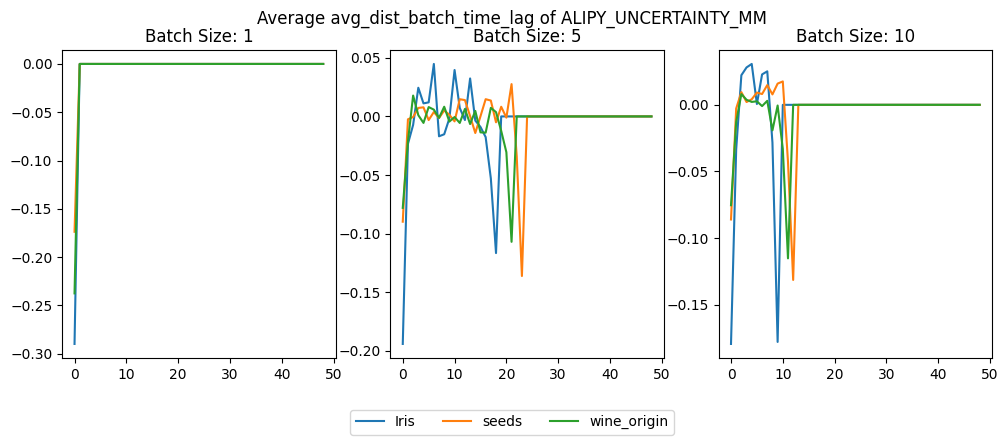 Average avg_dist_batch_time_lag of ALIPY_UNCERTAINTY_MM
Batch Size: 1
0.00
−0.05
−0.10
−0.15
−0.20
−0.25
−0.30
0 10 20 30 40 50
Batch Size: 5
0.05
0.00
−0.05
−0.10
−0.15
−0.20
0 10 20 30 40 50
Batch Size: 10
0.00
−0.05
−0.10
−0.15
0 10 20 30 40 50
Iris seeds wine_origin